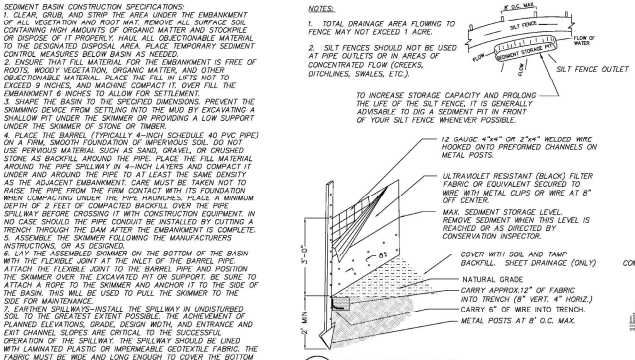 SEDIMENT BASIN CONSTRUCTION SPECIFICATIONS:
1. CLEAR, GRUB, AND STRIP THE AREA UNDER THE EMBANKMENT
OF ALL VEGETATION AND ROOT MAT. REMOVE ALL SURFACE SOIL
CONTAINING HIGH AMOUNTS OF ORGANIC MATTER AND STOCKPILE
OR DISPOSE OF IT PROPERLY. HAUL ALL OBJECTIONABLE MATERIAL
TO THE DESIGNATED DISPOSAL AREA. PLACE TEMPORARY SEDIMENT
CONTROL MEASURES BELOW BASIN AS NEEDED.
2. ENSURE THAT FILL MATERIAL FOR THE EMBANKMENT IS FREE OF
ROOTS, WOODY VEGETATION, ORGANIC MATTER, AND OTHER
OBJECTIONABLE MATERIAL. PLACE THE FILL IN LIFTS NOT TO
EXCEED 9 INCHES, AND MACHINE COMPACT IT. OVER FILL THE
EMBANKMENT 6 INCHES TO ALLOW FOR SETTLEMENT.
3. SHAPE THE BASIN TO THE SPECIFIED DIMENSIONS. PREVENT THE
SKIMMING DEVICE FROM SETTLING INTO THE MUD BY EXCAVATING A
SHALLOW PIT UNDER THE SKIMMER OR PROVIDING A LOW SUPPORT
UNDER THE SKIMMER OF STONE OR TIMBER.
4. PLACE THE BARREL (TYPICALLY 4-INCH SCHEDULE 40 PVC PIPE)
ON A FIRM, SMOOTH FOUNDATION OF IMPERVIOUS SOIL. DO NOT
USE PERVIOUS MATERIAL SUCH AS SAND, GRAVEL, OR CRUSHED
STONE AS BACKFILL AROUND THE PIPE. PLACE THE FILL MATERIAL
AROUND THE PIPE SPILLWAY IN 4-INCH LAYERS AND COMPACT IT
UNDER AND AROUND THE PIPE TO AT LEAST THE SAME DENSITY
AS THE ADJACENT EMBANKMENT. CARE MUST BE TAKEN NOT TO
RAISE THE PIPE FROM THE FIRM CONTACT WITH ITS FOUNDATION
WHEN COMPACTING UNDER THE PIPE HAUNCHES. PLACE A MINIMUM
DEPTH OF 2 FEET OF COMPACTED BACKFILL OVER THE PIPE
SPILLWAY BEFORE CROSSING IT WITH CONSTRUCTION EQUIPMENT. IN
NO CASE SHOULD THE PIPE CONDUIT BE INSTALLED BY CUTTING A
TRENCH THROUGH THE DAM AFTER THE EMBANKMENT IS COMPLETE.
5. ASSEMBLE THE SKIMMER FOLLOWING THE MANUFACTURERS
INSTRUCTIONS, OR AS DESIGNED.
6. LAY THE ASSEMBLED SKIMMER ON THE BOTTOM OF THE BASIN
WITH THE FLEXIBLE JOINT AT THE INLET OF THE BARREL PIPE.
ATTACH THE FLEXIBLE JOINT TO THE BARREL PIPE AND POSITION
THE SKIMMER OVER THE EXCAVATED PIT OR SUPPORT. BE SURE TO
ATTACH A ROPE TO THE SKIMMER AND ANCHOR IT TO THE SIDE OF
THE BASIN. THIS WILL BE USED TO PULL THE SKIMMER TO THE
SIDE FOR MAINTENANCE.
7. EARTHEN SPILLWAYS-INSTALL THE SPILLWAY IN UNDISTURBED
SOIL TO THE GREATEST EXTENT POSSIBLE. THE ACHIEVEMENT OF
PLANNED ELEVATIONS, GRADE, DESIGN WIDTH, AND ENTRANCE AND
EXIT CHANNEL SLOPES ARE CRITICAL TO THE SUCCESSFUL
OPERATION OF THE SPILLWAY. THE SPILLWAY SHOULD BE LINED
WITH LAMINATED PLASTIC OR IMPERMEABLE GEOTEXTILE FABRIC. THE
FABRIC MUST BE WIDE AND LONG ENOUGH TO COVER THE BOTTOM
NOTES:
1. TOTAL DRAINAGE AREA FLOWING TO
FENCE MAY NOT EXCEED 1 ACRE.
2. SILT FENCES SHOULD NOT BE USED
AT PIPE OUTLETS OR IN AREAS OF
CONCENTRATED FLOW (CREEKS,
DITCHLINES, SWALES, ETC.).
8' O.C. MAX
SILT FENCE
SEDIMENT STORAGE PIT
FLOW OF
WATER
FLOW
FLOW
SILT FENCE OUTLET
TO INCREASE STORAGE CAPACITY AND PROLONG
THE LIFE OF THE SILT FENCE, IT IS GENERALLY
ADVISABLE TO DIG A SEDIMENT PIT IN FRONT
OF YOUR SILT FENCE WHENEVER POSSIBLE.
12 GAUGE 4"x4" OR 2"x4" WELDED WIRE
HOOKED ONTO PREFORMED CHANNELS ON
METAL POSTS.
ULTRAVIOLET RESISTANT (BLACK) FILTER
FABRIC OR EQUIVALENT SECURED TO
WIRE WITH METAL CLIPS OR WIRE AT 8"
OFF CENTER.
MAX. SEDIMENT STORAGE LEVEL.
REMOVE SEDIMENT WHEN THIS LEVEL IS
REACHED OR AS DIRECTED BY
CONSERVATION INSPECTOR.
3'-0"
COVER WITH SOIL AND TAMP
BACKFILL. SHEET DRAINAGE (ONLY)
NATURAL GRADE
CARRY APPROX.12" OF FABRIC
INTO TRENCH (8" VERT. 4" HORIZ.)
CARRY 6" OF WIRE INTO TRENCH.
METAL POSTS AT 8' O.C. MAX.
2' MIN